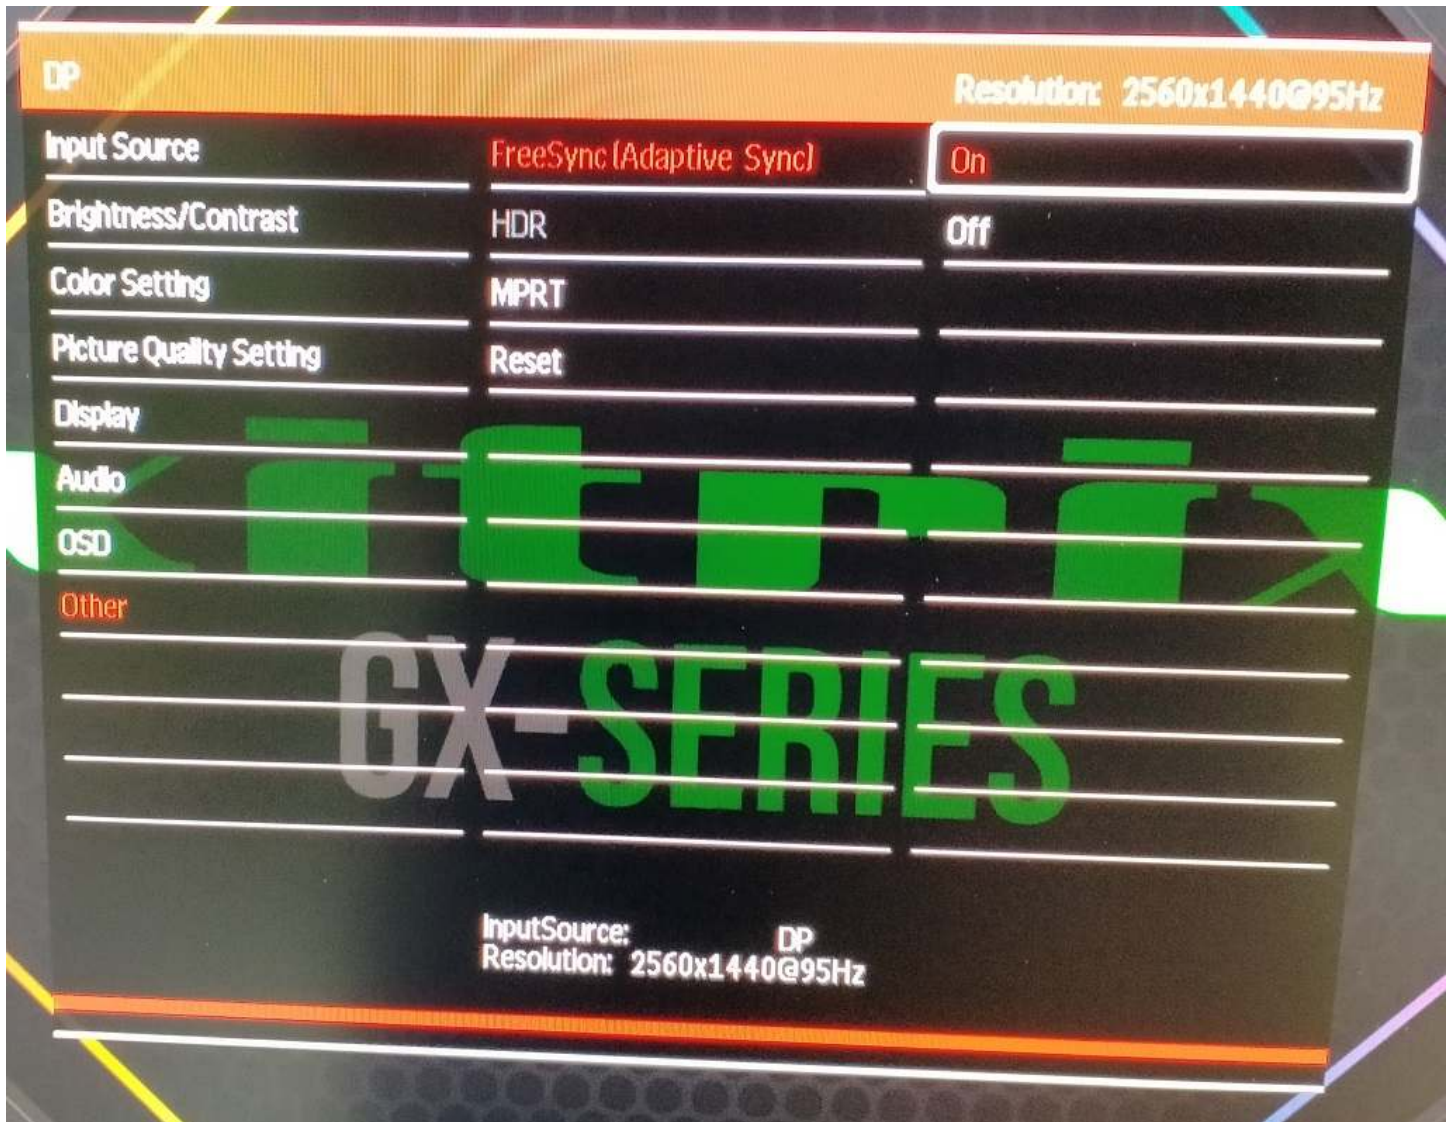 DP
Resolution: 2560x1440@95Hz
Input Source
FreeSync(Adaptive Sync)
On
Brightness/Contrast
HDR
Off
Color Setting
MPRT
Picture Quality Setting
Reset
Display
Audio
OSD
Other
GX-SERIES
InputSource: DP
Resolution: 2560x1440@95Hz